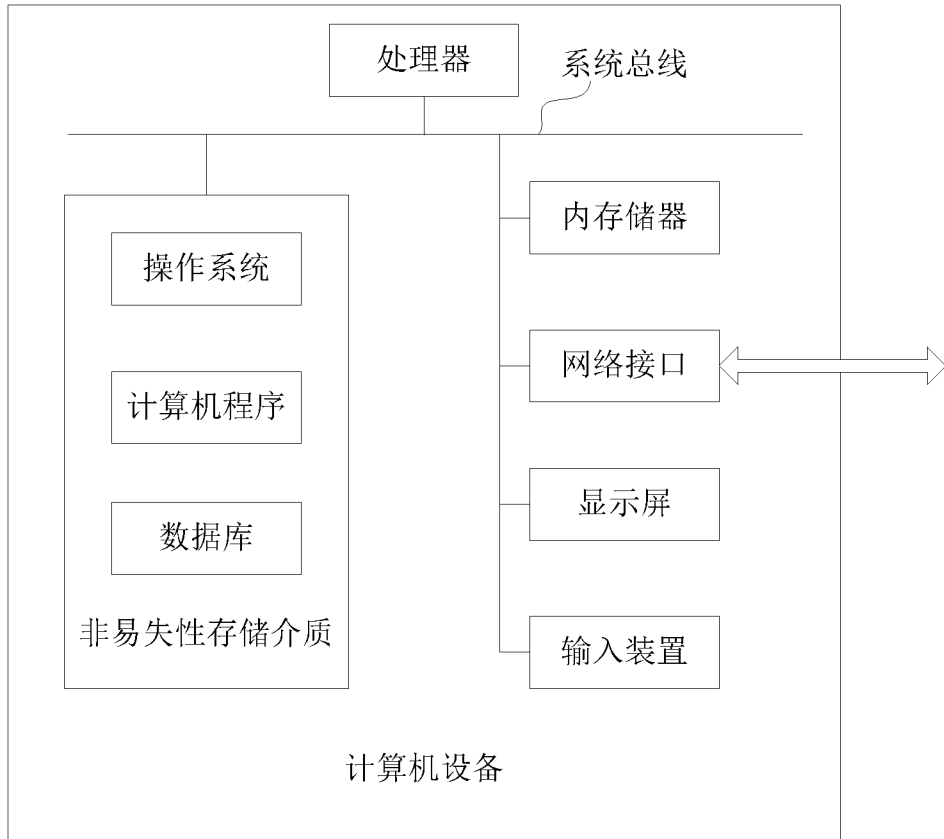 处理器
系统总线
操作系统
计算机程序
数据库
非易失性存储介质
内存储器
网络接口
显示屏
输入装置
计算机设备